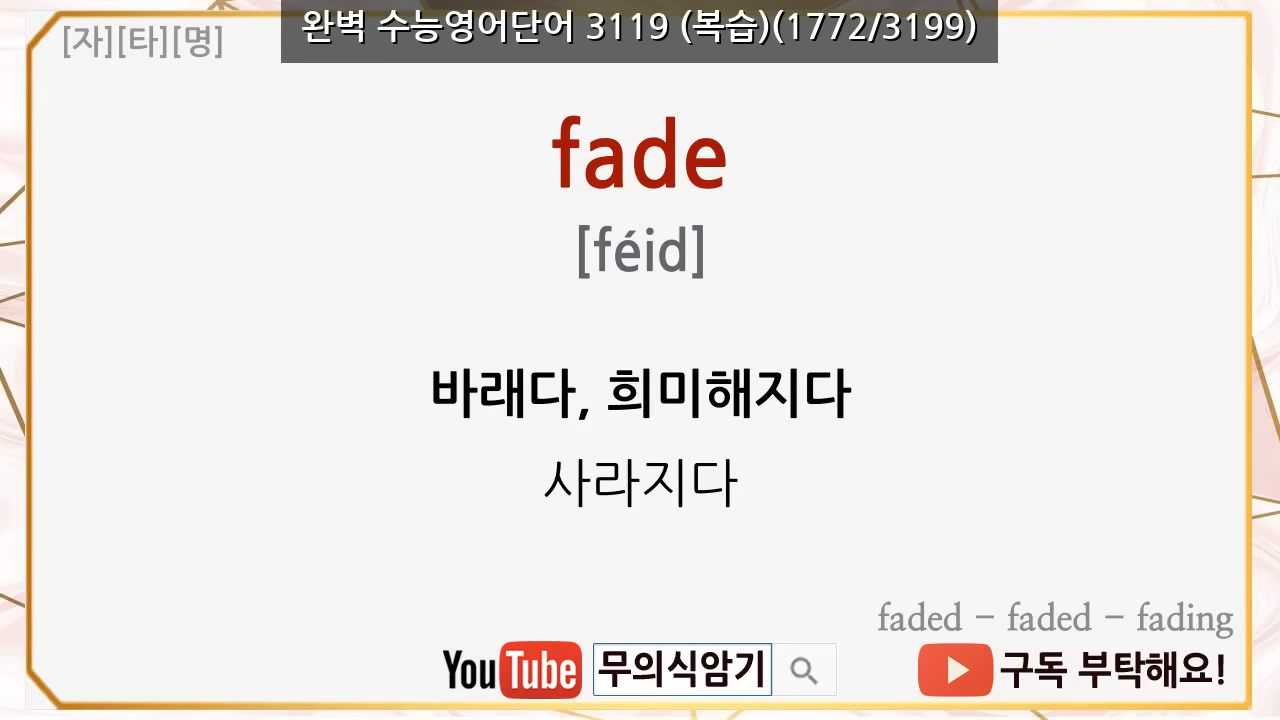 완벽 수능영어단어 3119 (복습)(1772/3199)
[자][타][명]
fade
[féid]
바래다, 희미해지다
사라지다
faded – faded – fading
YouTube 무의식암기 구독 부탁해요!